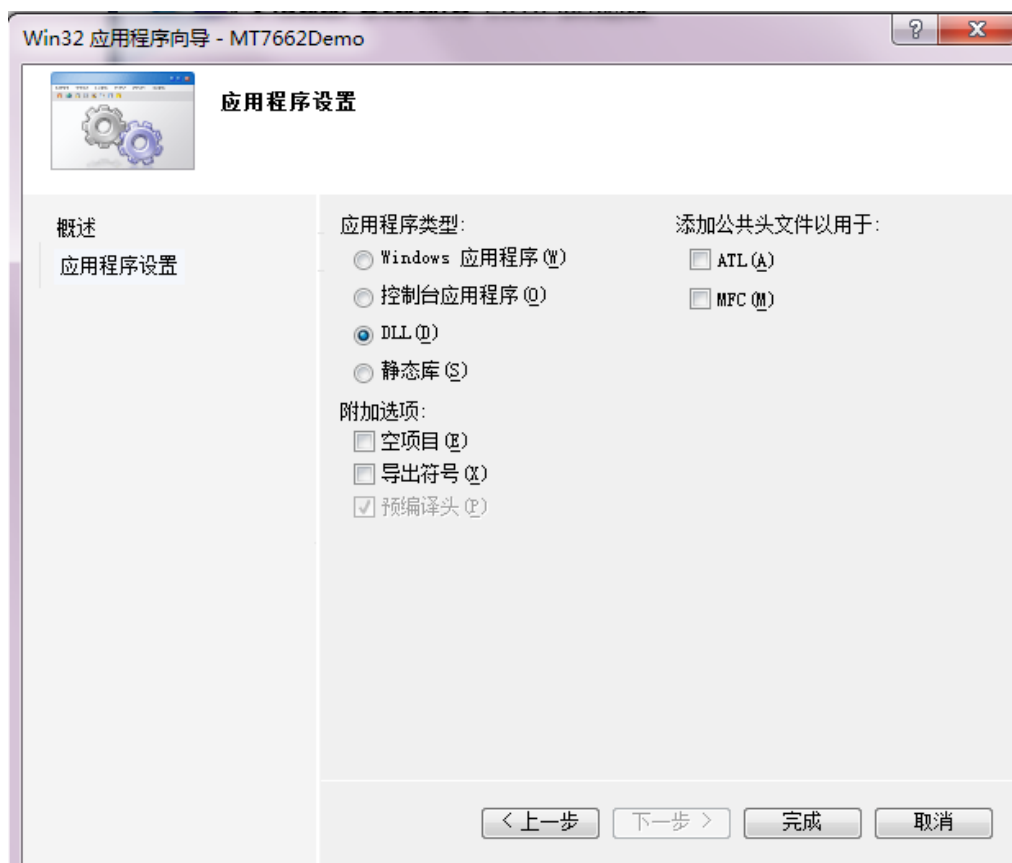 Win32 应用程序向导 - MT7662Demo
应用程序设置
概述
应用程序设置
应用程序类型:
Windows 应用程序(W)
控制台应用程序(O)
DLL(D)
静态库(S)
附加选项:
空项目(E)
导出符号(X)
预编译头(P)
添加公共头文件以用于:
ATL(A)
MFC(M)
< 上一步
下一步 >
完成
取消